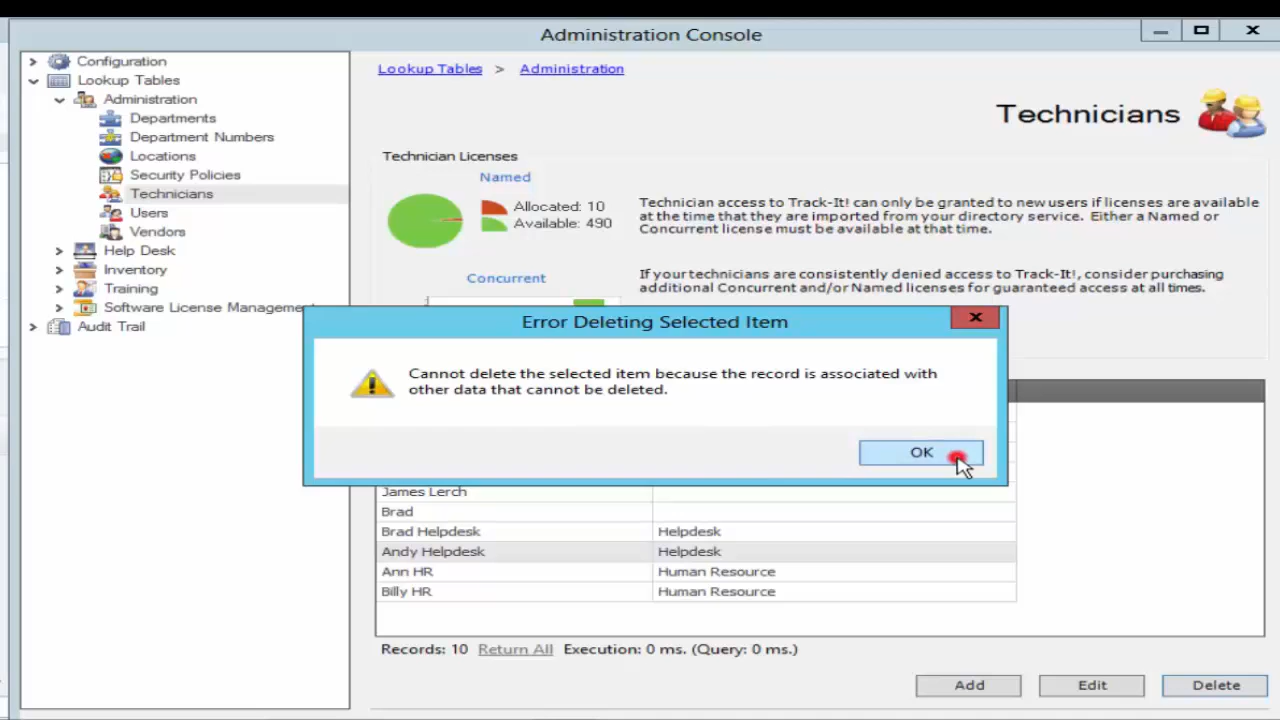 Administration Console
Configuration
Lookup Tables
Administration
Departments
Department Numbers
Locations
Security Policies
Technicians
Users
Vendors
Help Desk
Inventory
Training
Software License Managemen
Audit Trail
Lookup Tables > Administration
Technicians
Technician Licenses
Named
Allocated: 10
Available: 490
Technician access to Track-It! can only be granted to new users if licenses are available
at the time that they are imported from your directory service. Either a Named or
Concurrent license must be available at that time.
Concurrent
If your technicians are consistently denied access to Track-It!, consider purchasing
additional Concurrent and/or Named licenses for guaranteed access at all times.
Error Deleting Selected Item
Cannot delete the selected item because the record is associated with
other data that cannot be deleted.
OK
James Lerch
Brad
Brad Helpdesk Helpdesk
Andy Helpdesk Helpdesk
Ann HR Human Resource
Billy HR Human Resource
Records: 10 Return All Execution: 0 ms. (Query: 0 ms.)
Add Edit Delete